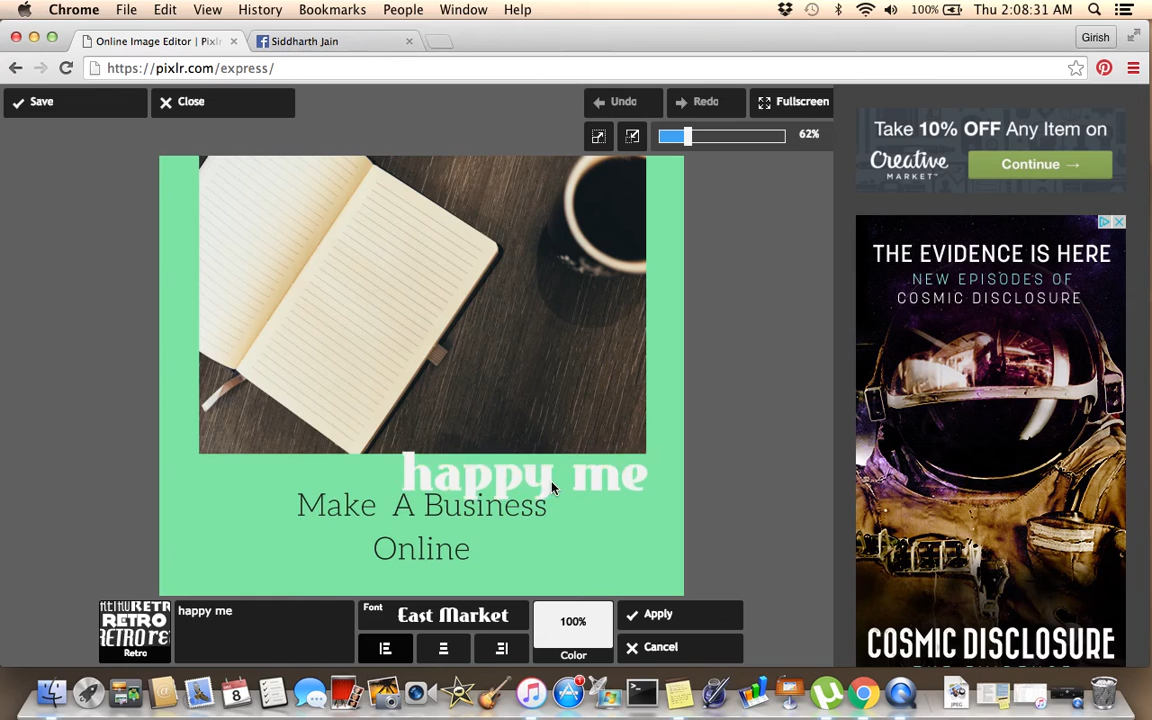 Chrome File Edit View History Bookmarks People Window Help 100% Thu 2:08:31 AM
Online Image Editor | Pixlr Siddharth Jain Girish
https://pixlr.com/express/
Save Close Undo Redo Fullscreen
62%
Take 10% OFF Any Item on
Creative MARKET Continue →
THE EVIDENCE IS HERE
NEW EPISODES OF
COSMIC DISCLOSURE
happy me
Make A Business
Online
RETRO
Retro
happy me
Font East Market
100%
Color
Apply
Cancel
COSMIC DISCLOSURE
8
JPEG